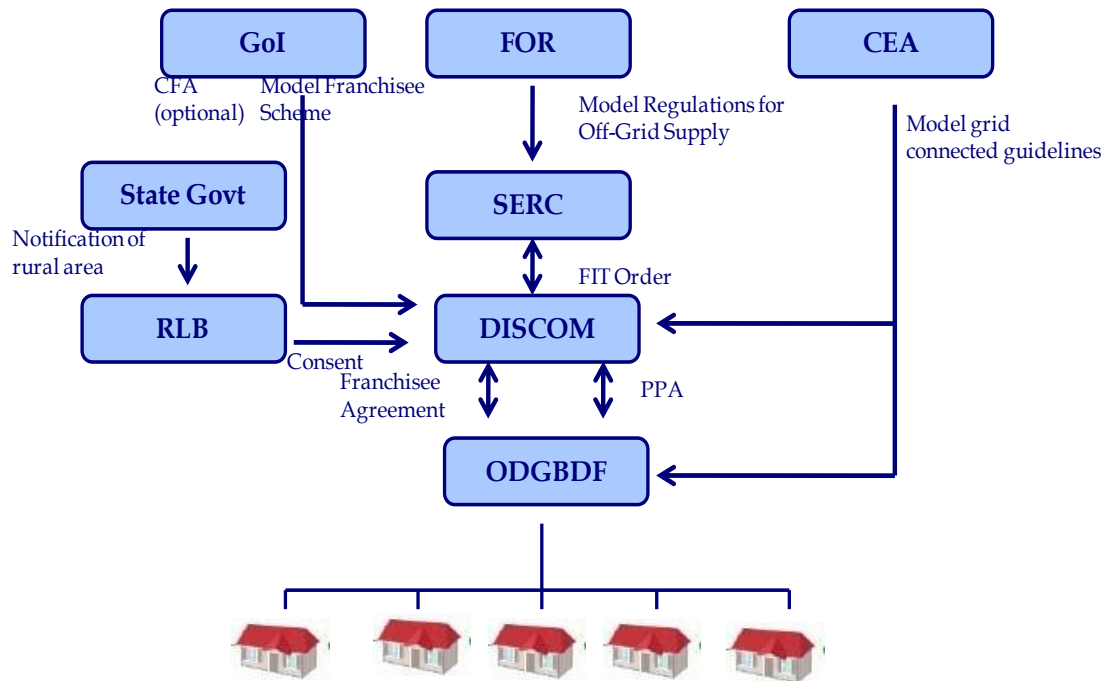 GoI
FOR
CEA
CFA
(optional)
Model Franchisee
Scheme
Model Regulations for
Off-Grid Supply
Model grid
connected guidelines
State Govt
SERC
Notification of
rural area
FIT Order
RLB
DISCOM
Consent
Franchisee
Agreement
PPA
ODGBDF